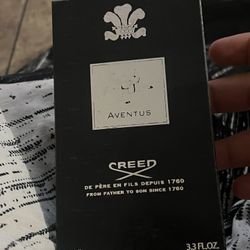 AVENTUS
CREED
DE PÈRE EN FILS DEPUIS 1760
FROM FATHER TO SON SINCE 1760
3.3 FL.OZ.